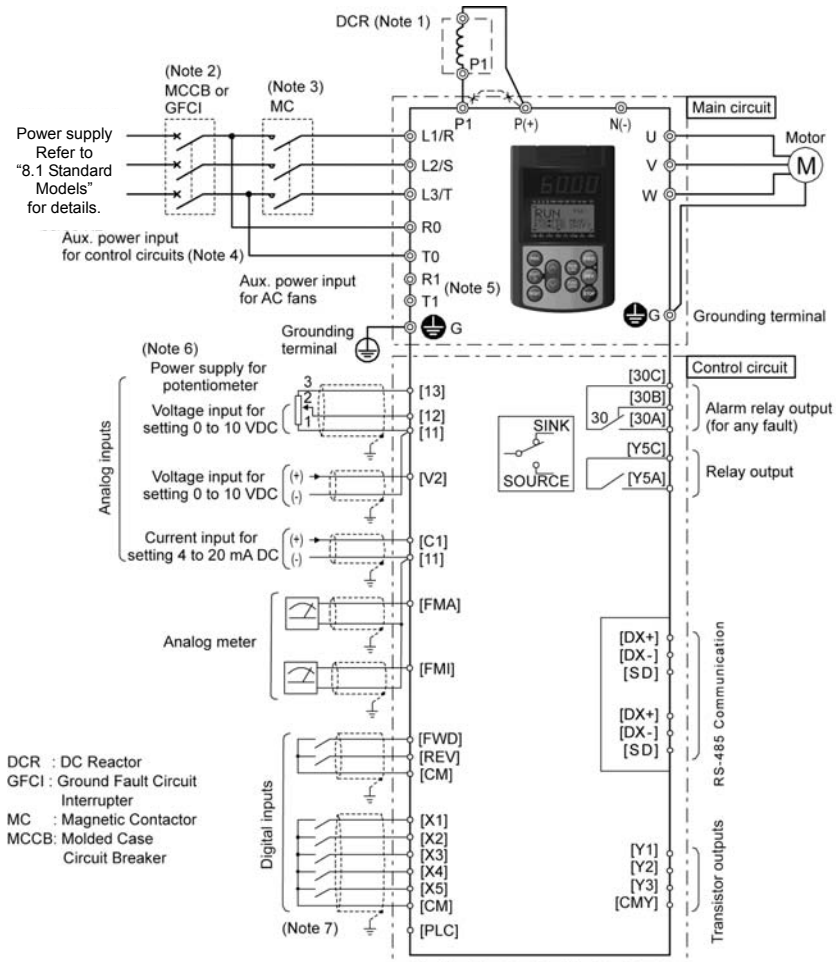 DCR (Note 1)
P1
(Note 2)
MCCB or
GFCI
(Note 3)
MC
P1
P(+)
N(-)
Main circuit
Power supply
Refer to
“8.1 Standard
Models”
for details.
L1/R
L2/S
L3/T
R0
T0
R1
T1
(Note 5)
U
V
W
Motor
M
6000
RUN
Aux. power input
for control circuits (Note 4)
Aux. power input
for AC fans
Grounding
terminal
G
G
Grounding terminal
Control circuit
(Note 6)
Power supply for
potentiometer
Voltage input for
setting 0 to 10 VDC
3
2
1
[13]
[12]
[11]
Voltage input for
setting 0 to 10 VDC
(+)
(-)
[V2]
Current input for
setting 4 to 20 mA DC
(+)
(-)
[C1]
[11]
Analog inputs
SINK
SOURCE
[30C]
[30B]
30
[30A]
Alarm relay output
(for any fault)
[Y5C]
[Y5A]
Relay output
Analog meter
[FMA]
[FMI]
[DX+]
[DX-]
[SD]
[DX+]
[DX-]
[SD]
RS-485 Communication
DCR : DC Reactor
GFCI : Ground Fault Circuit
Interrupter
MC : Magnetic Contactor
MCCB: Molded Case
Circuit Breaker
Digital inputs
[FWD]
[REV]
[CM]
[X1]
[X2]
[X3]
[X4]
[X5]
[CM]
(Note 7)
[PLC]
[Y1]
[Y2]
[Y3]
[CMY]
Transistor outputs